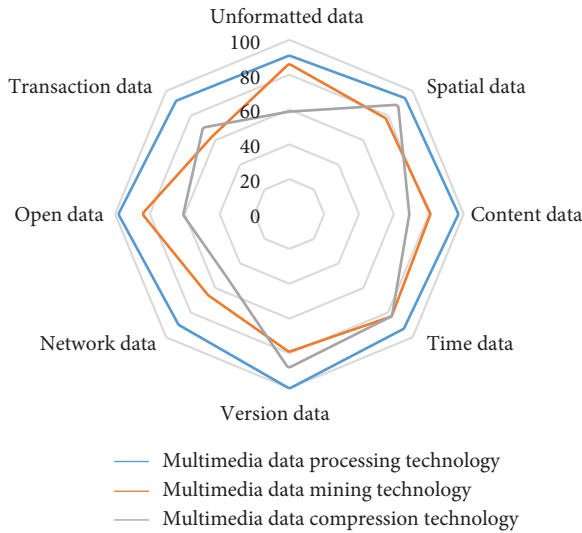 Unformatted data
100
Transaction data
80
Spatial data
60
40
20
Open data
0
Content data
Network data
Time data
Version data
Multimedia data processing technology
Multimedia data mining technology
Multimedia data compression technology